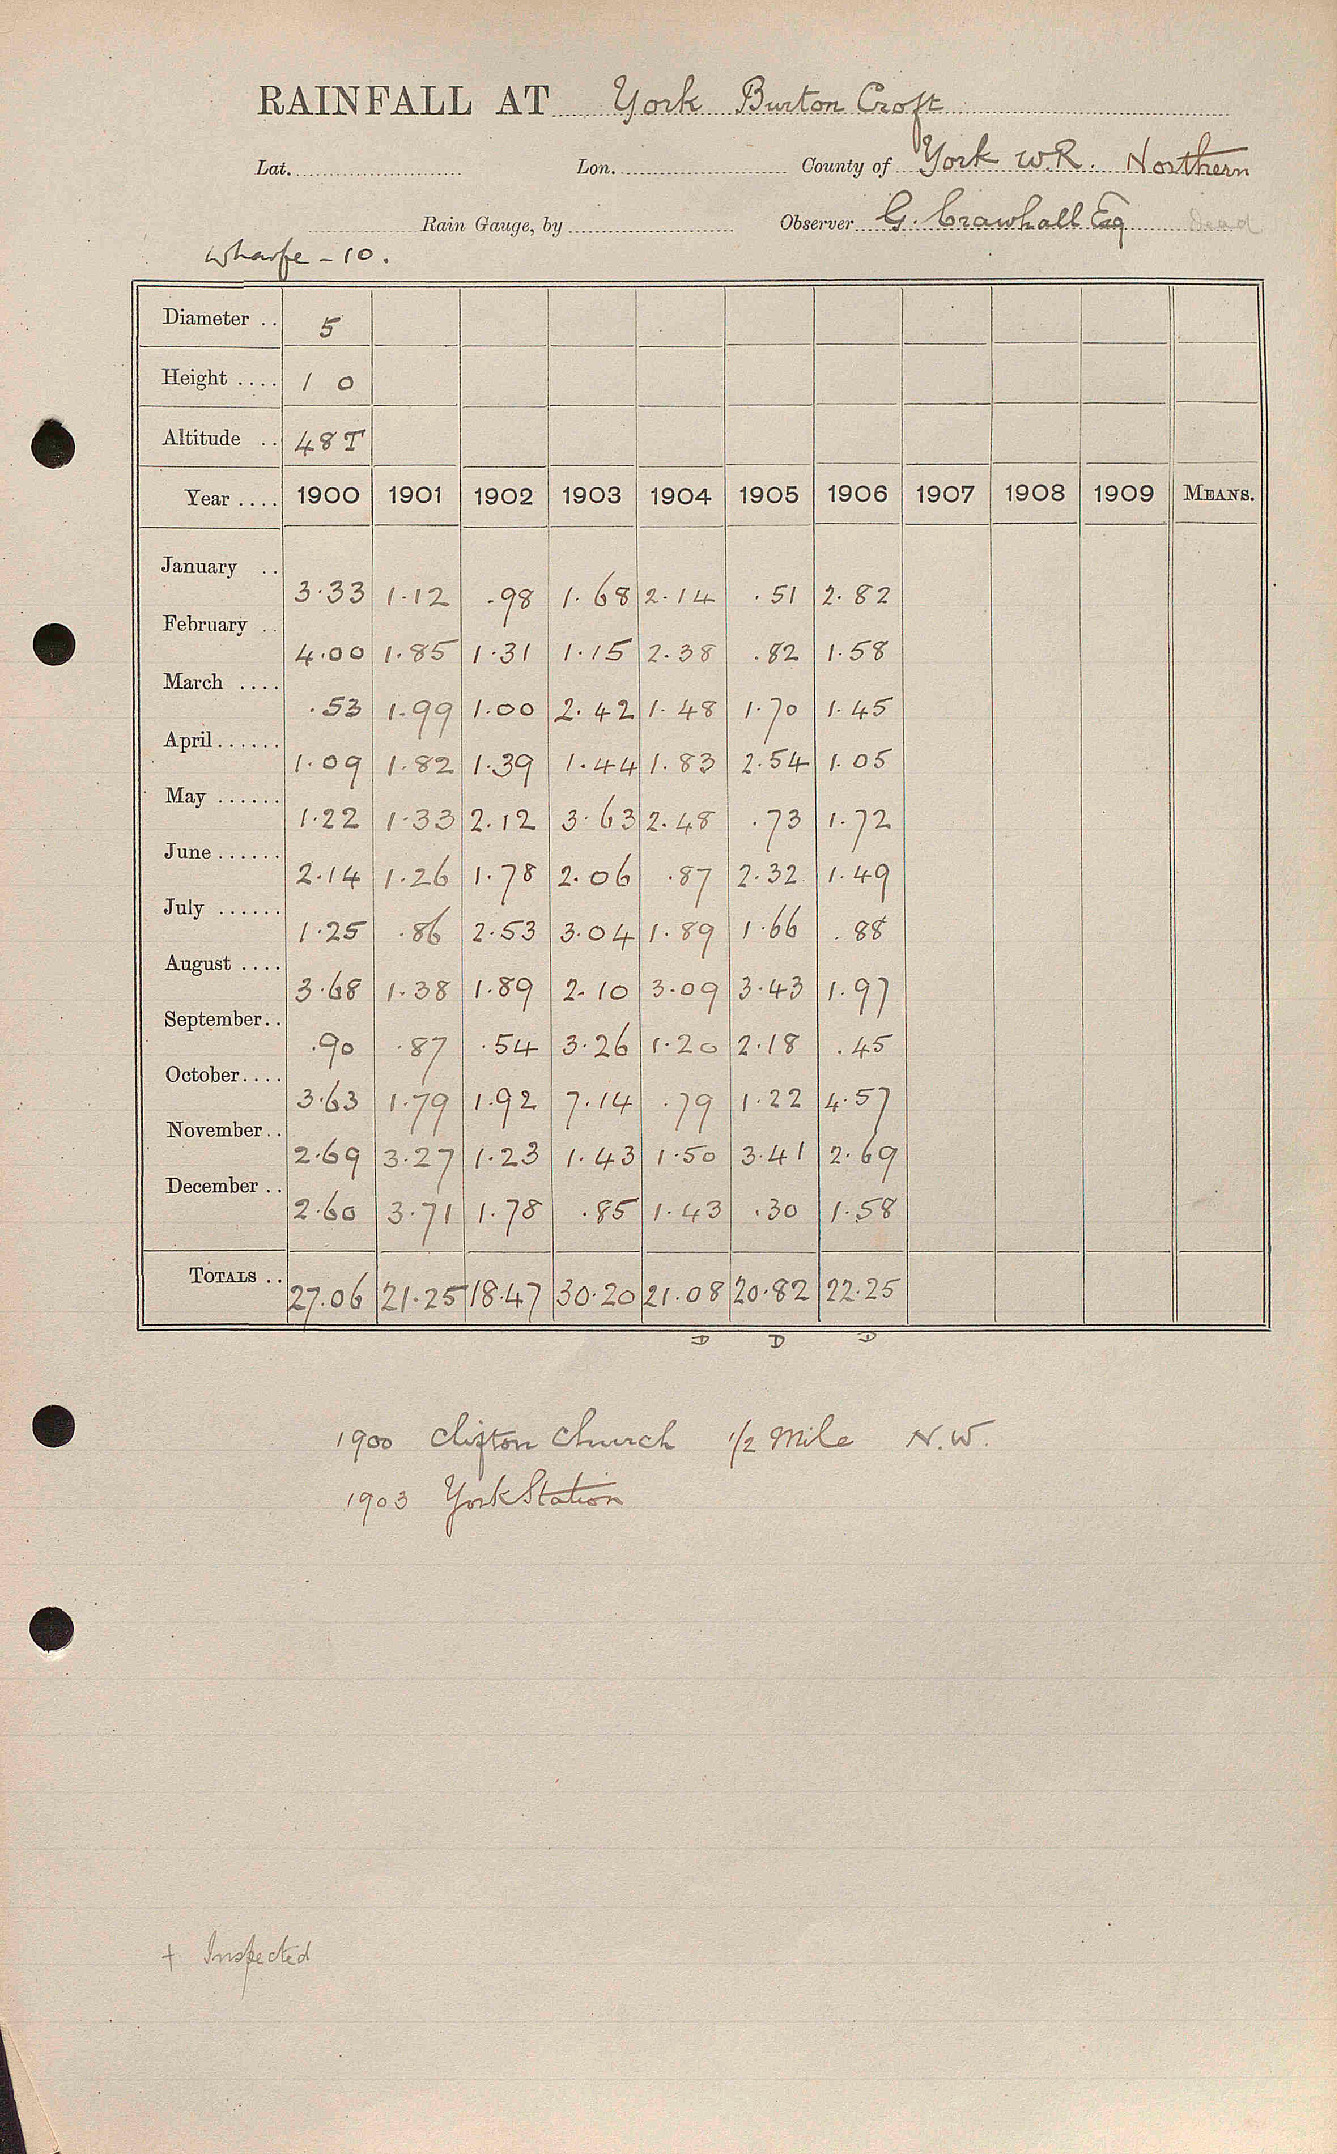 RAINFALL AT York Burton Croft
Lat. Lon. County of York W.R. Northern
Rain Gauge, by Observer G. Crawhall Esq Dead
Wharfe - 10.
Diameter .. 5
Height .... 1 0
Altitude .. 48T
Year .... 1900 1901 1902 1903 1904 1905 1906 1907 1908 1909 MEANS.
January .. 3.33 1.12 .98 1.68 2.14 .51 2.82
February .. 4.00 1.85 1.31 1.15 2.38 .82 1.58
March .... .53 1.99 1.00 2.42 1.48 1.70 1.45
April...... 1.09 1.82 1.39 1.44 1.83 2.54 1.05
May ...... 1.22 1.33 2.12 3.63 2.48 .73 1.72
June...... 2.14 1.26 1.78 2.06 .87 2.32 1.49
July ...... 1.25 .86 2.53 3.04 1.89 1.66 .88
August .... 3.68 1.38 1.89 2.10 3.09 3.43 1.97
September.. .90 .87 .54 3.26 1.20 2.18 .45
October.... 3.63 1.79 1.92 7.14 .79 1.22 4.57
November.. 2.69 3.27 1.23 1.43 1.50 3.41 2.69
December .. 2.60 3.71 1.78 .85 1.43 .30 1.58
TOTALS .. 27.06 21.25 18.47 30.20 21.08 20.82 22.25
D D D
1900 Clifton Church 1/2 Mile N.W.
1903 York Station
+ Inspected